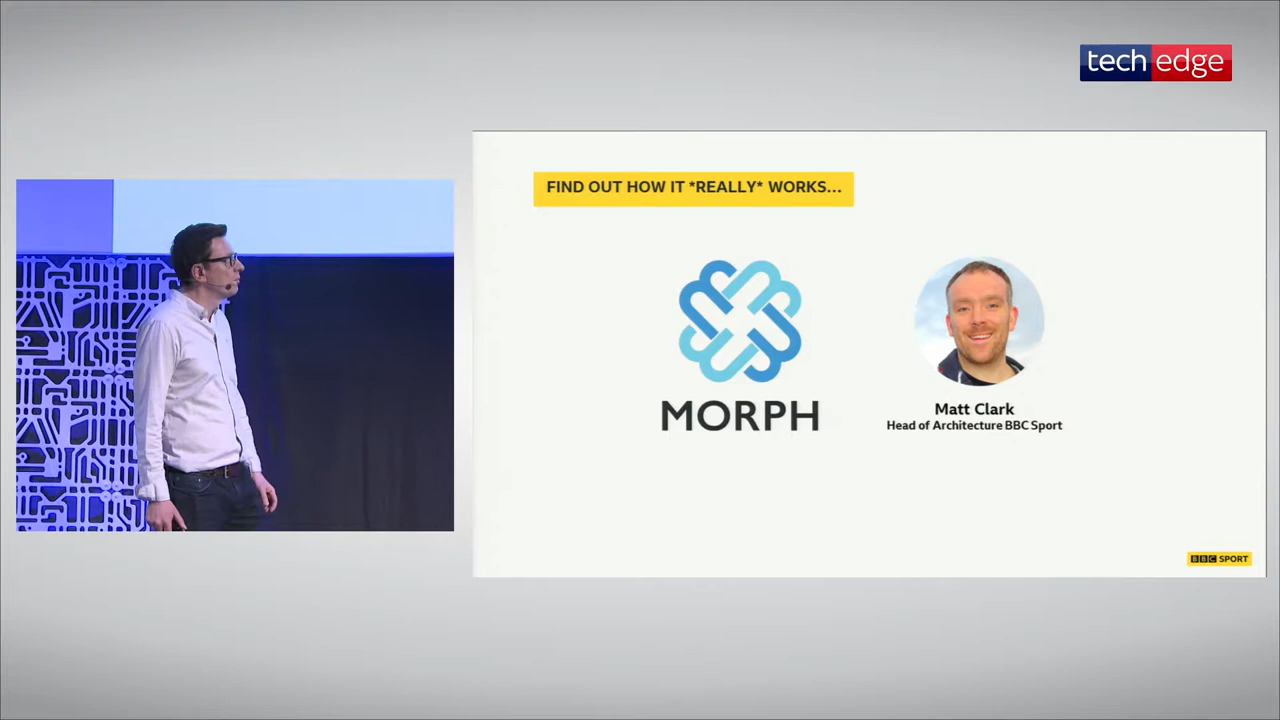 tech edge
FIND OUT HOW IT *REALLY* WORKS...
MORPH
Matt Clark
Head of Architecture BBC Sport
BBC SPORT